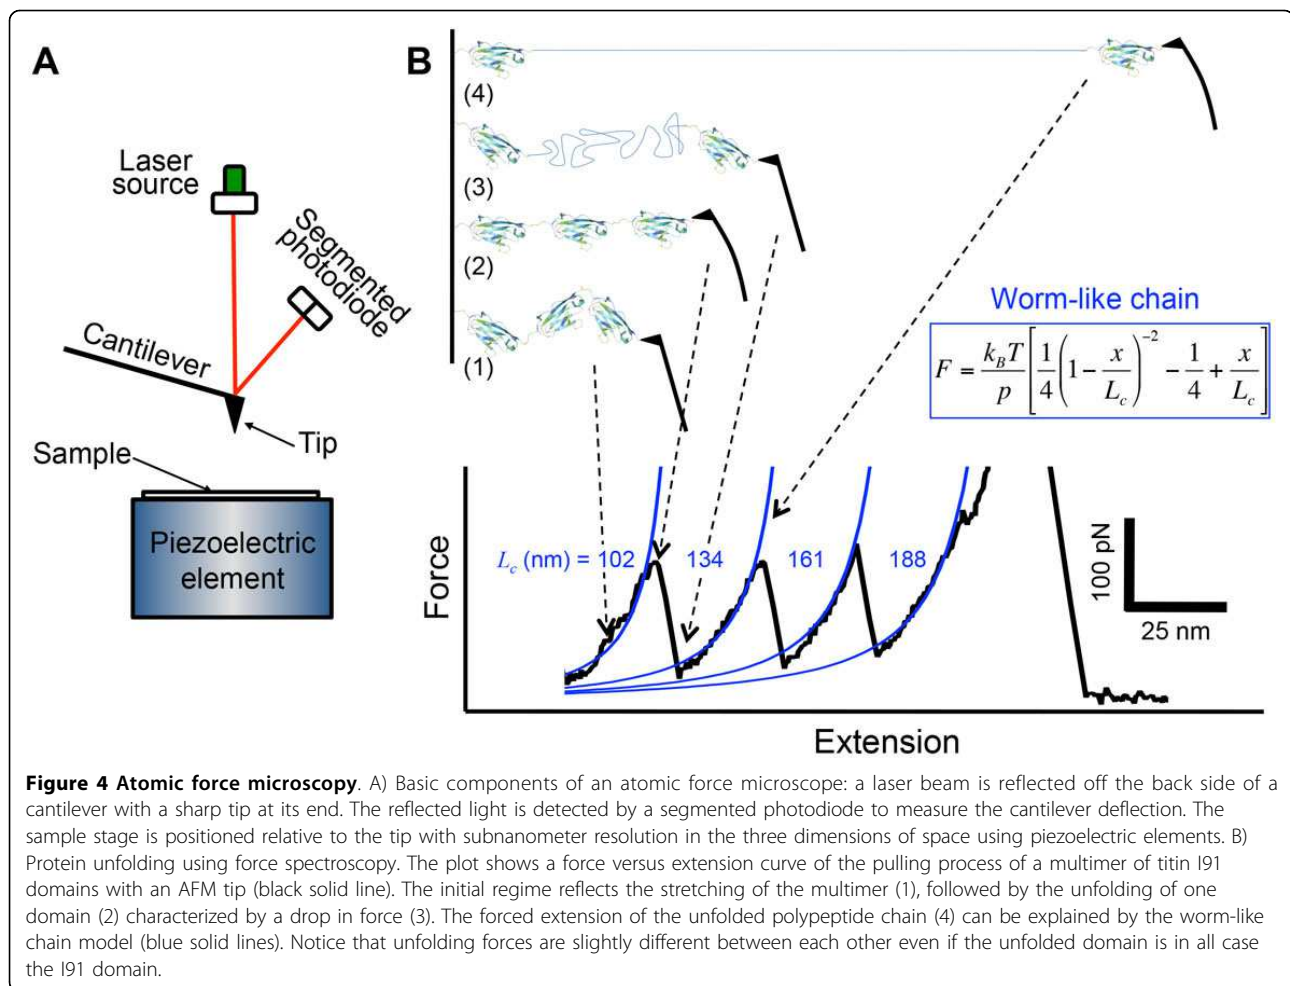 A
Laser
source
Segmented
photodiode
Cantilever
Tip
Sample
Piezoelectric
element
B
(4)
(3)
(2)
(1)
Worm-like chain
F = k_B T / p [ 1/4 ( 1 − x/L_c )^−2 − 1/4 + x/L_c ]
L_c (nm) = 102 134 161 188
100 pN
25 nm
Force
Extension
Figure 4 Atomic force microscopy. A) Basic components of an atomic force microscope: a laser beam is reflected off the back side of a
cantilever with a sharp tip at its end. The reflected light is detected by a segmented photodiode to measure the cantilever deflection. The
sample stage is positioned relative to the tip with subnanometer resolution in the three dimensions of space using piezoelectric elements. B)
Protein unfolding using force spectroscopy. The plot shows a force versus extension curve of the pulling process of a multimer of titin I91
domains with an AFM tip (black solid line). The initial regime reflects the stretching of the multimer (1), followed by the unfolding of one
domain (2) characterized by a drop in force (3). The forced extension of the unfolded polypeptide chain (4) can be explained by the worm-like
chain model (blue solid lines). Notice that unfolding forces are slightly different between each other even if the unfolded domain is in all case
the I91 domain.